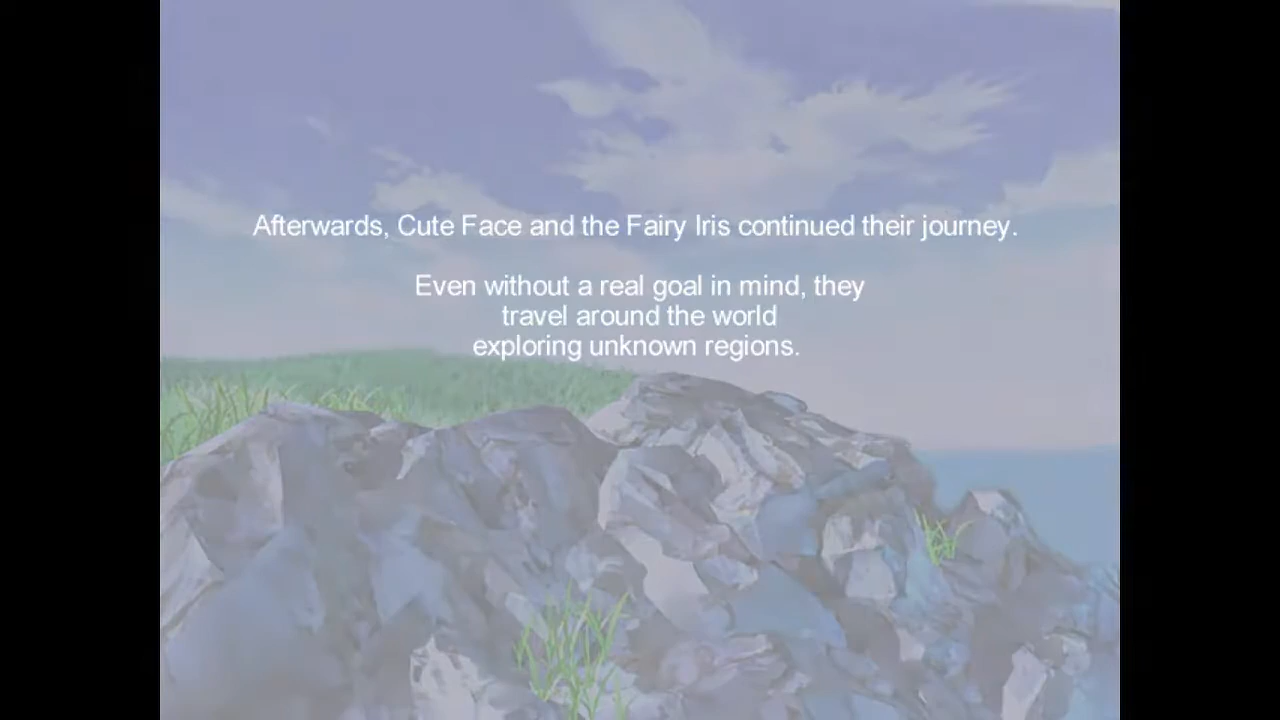 Afterwards, Cute Face and the Fairy Iris continued their journey.
Even without a real goal in mind, they
travel around the world
exploring unknown regions.